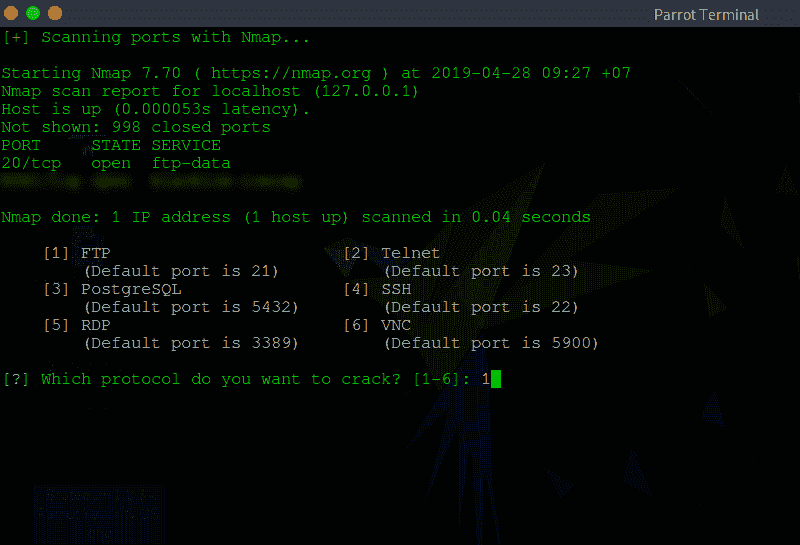 Parrot Terminal
[+] Scanning ports with Nmap...
Starting Nmap 7.70 ( https://nmap.org ) at 2019-04-28 09:27 +07
Nmap scan report for localhost (127.0.0.1)
Host is up (0.000053s latency).
Not shown: 998 closed ports
PORT STATE SERVICE
20/tcp open ftp-data
Nmap done: 1 IP address (1 host up) scanned in 0.04 seconds
[1] FTP [2] Telnet
(Default port is 21) (Default port is 23)
[3] PostgreSQL [4] SSH
(Default port is 5432) (Default port is 22)
[5] RDP [6] VNC
(Default port is 3389) (Default port is 5900)
[?] Which protocol do you want to crack? [1-6]: 1